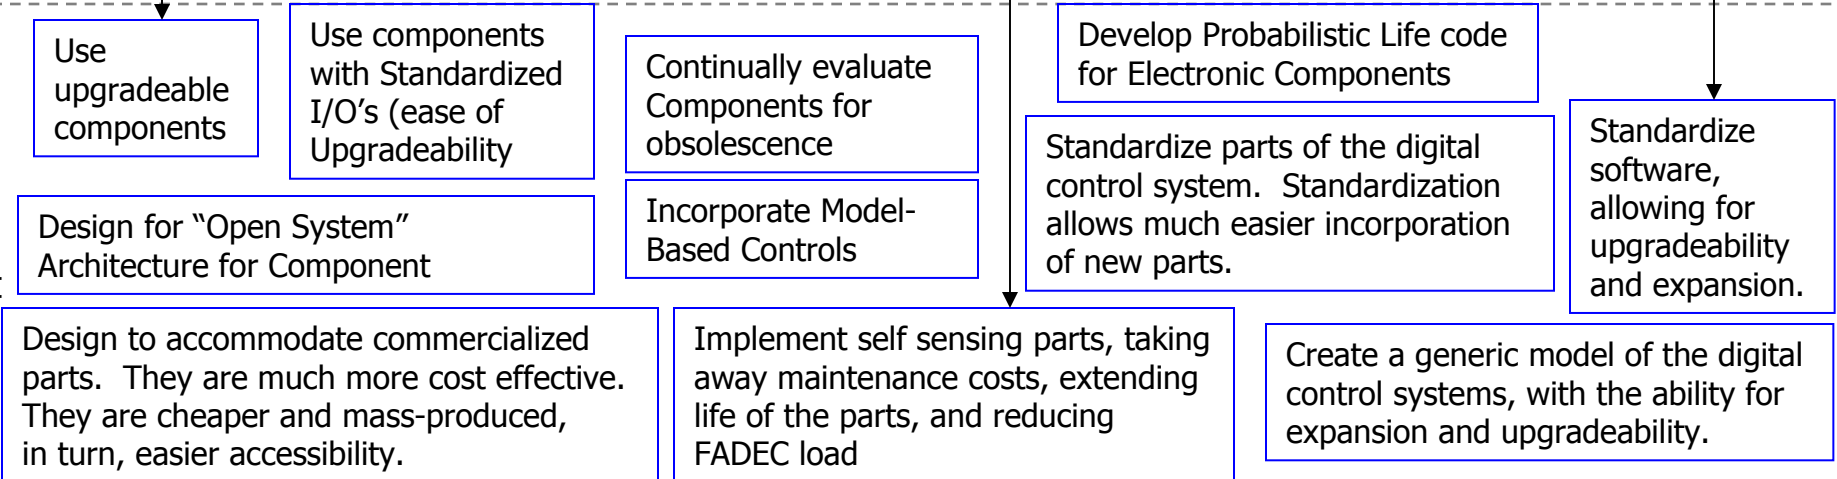 Use
upgradeable
components
Use components
with Standardized
I/O’s (ease of
Upgradeability
Continually evaluate
Components for
obsolescence
Develop Probabilistic Life code
for Electronic Components
Standardize
software,
allowing for
upgradeability
and expansion.
Standardize parts of the digital
control system.  Standardization
allows much easier incorporation
of new parts.
Design for “Open System”
Architecture for Component
Incorporate Model-
Based Controls
Design to accommodate commercialized
parts.  They are much more cost effective.
They are cheaper and mass-produced,
in turn, easier accessibility.
Implement self sensing parts, taking
away maintenance costs, extending
life of the parts, and reducing
FADEC load
Create a generic model of the digital
control systems, with the ability for
expansion and upgradeability.